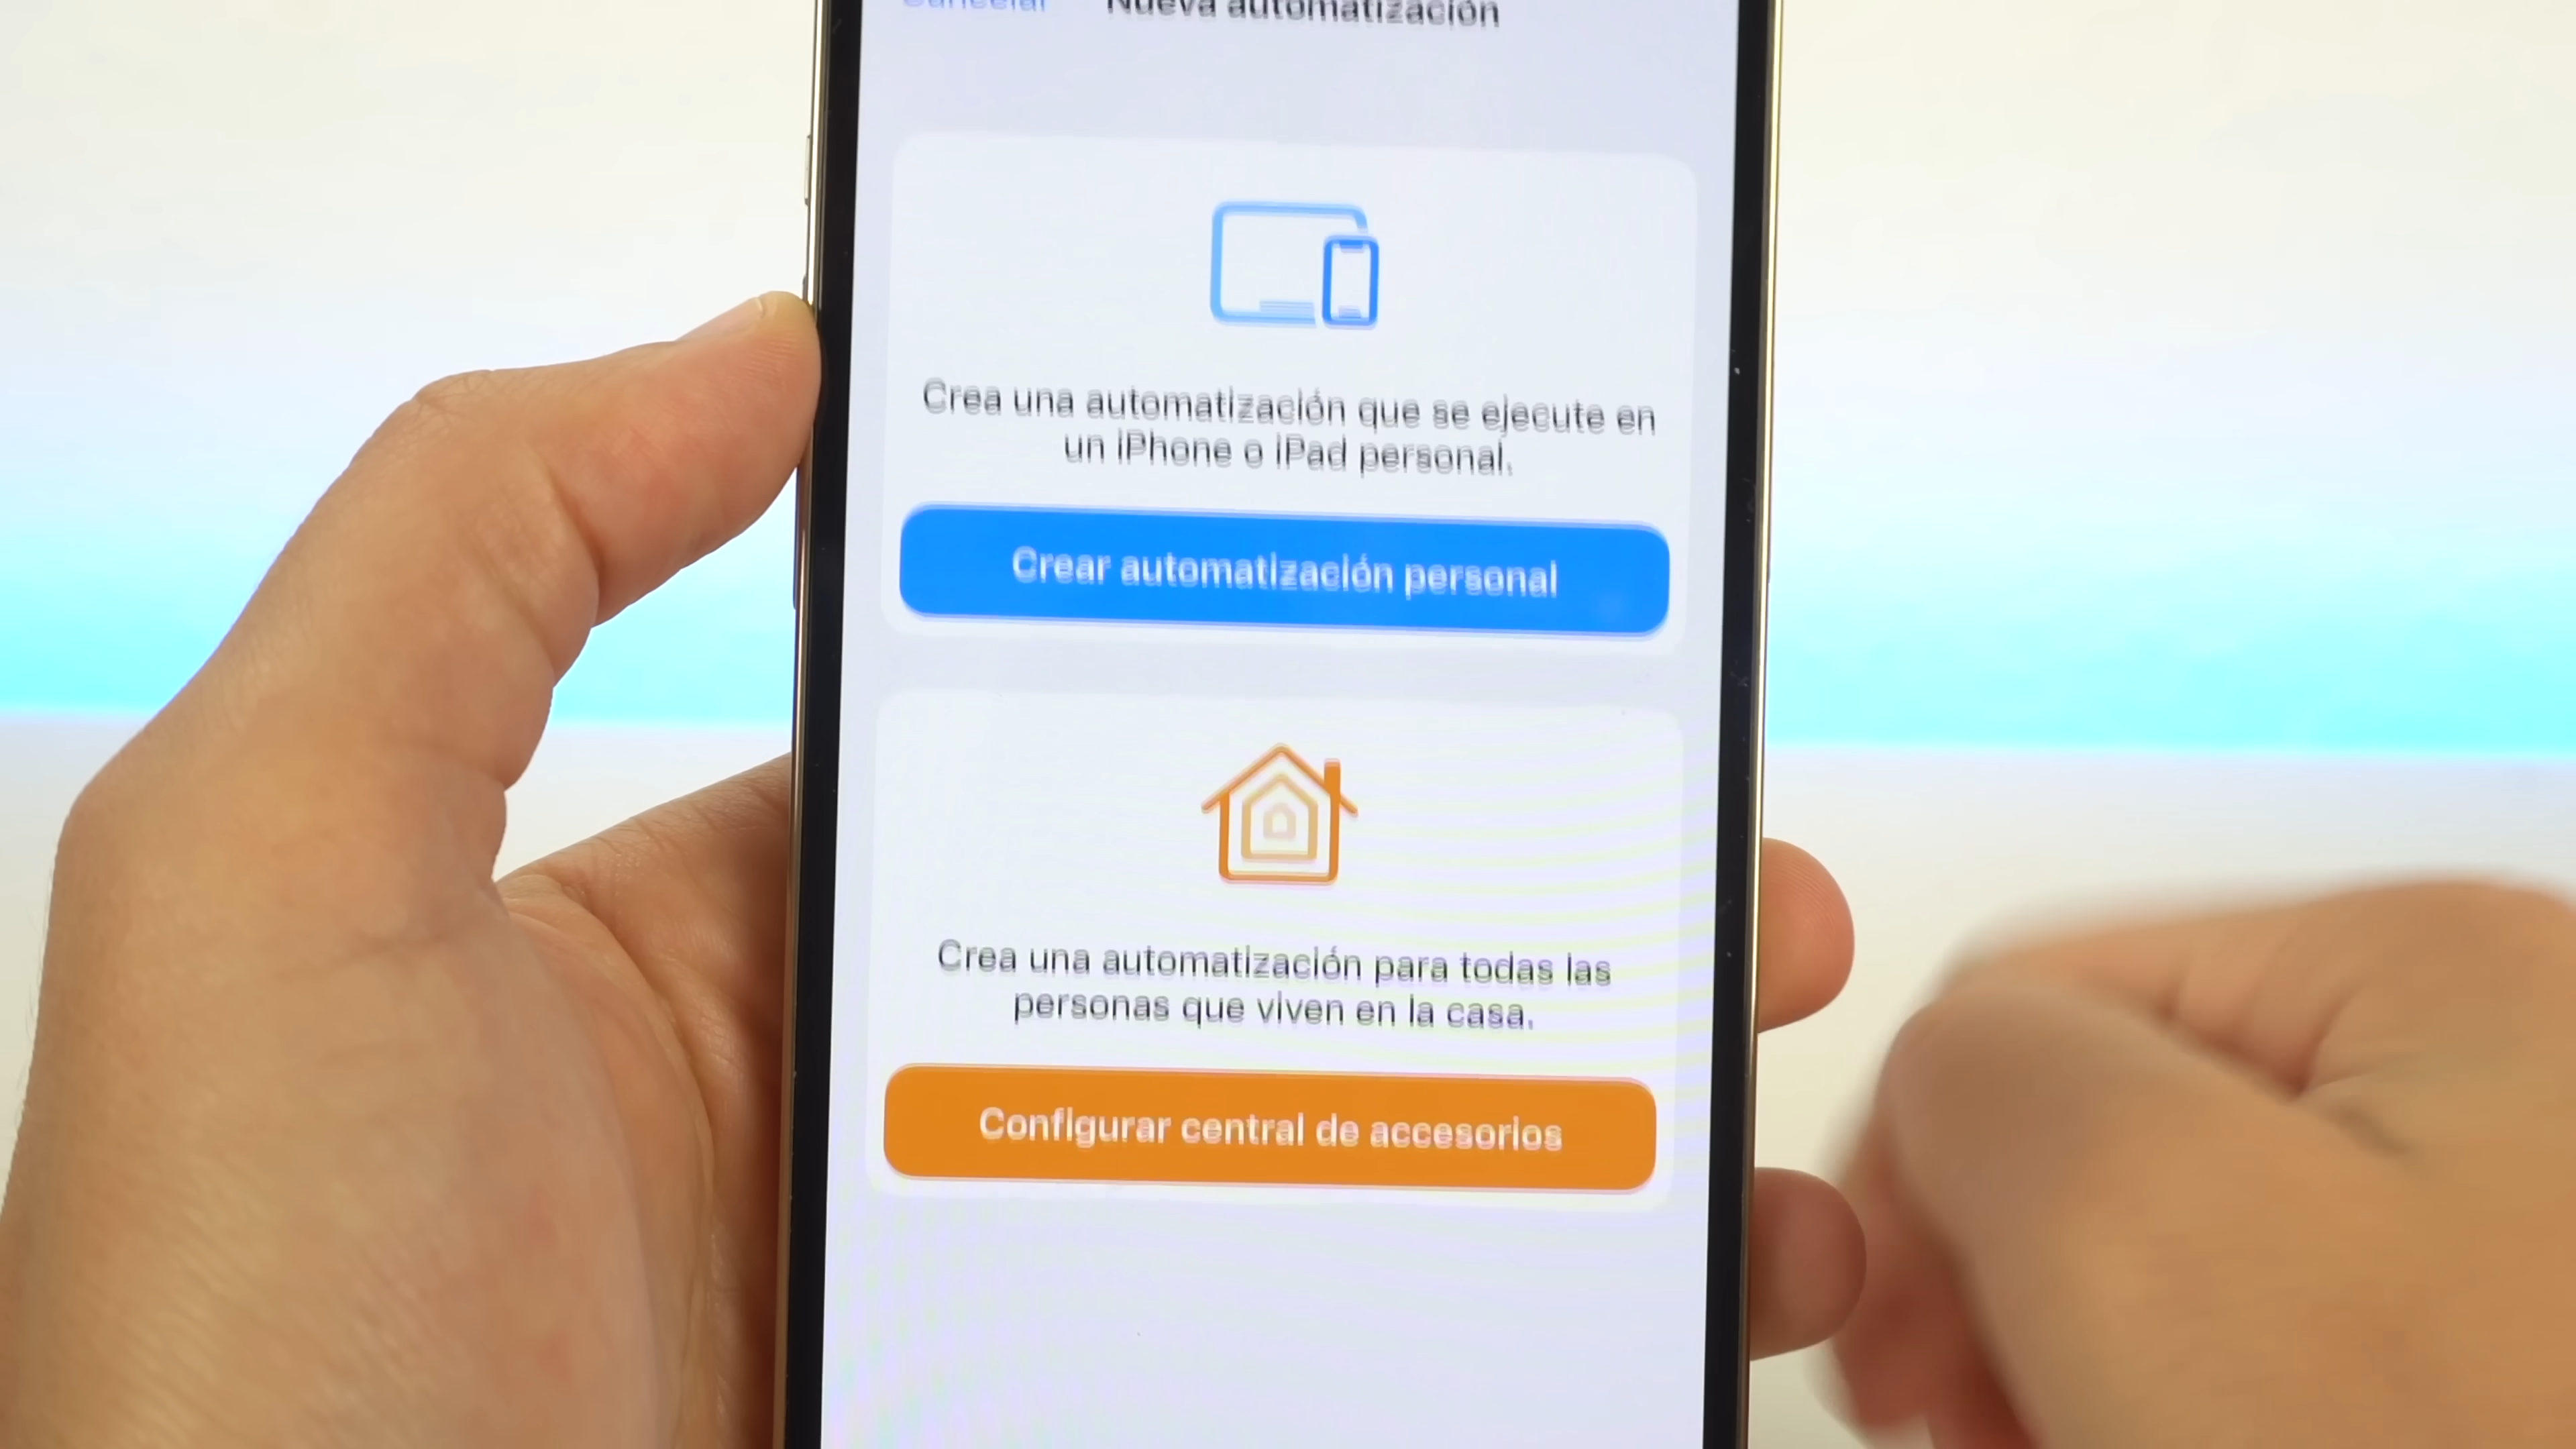 Cancelar Nueva automatización
Crea una automatización que se ejecute en
un iPhone o iPad personal.
Crear automatización personal
Crea una automatización para todas las
personas que viven en la casa.
Configurar central de accesorios